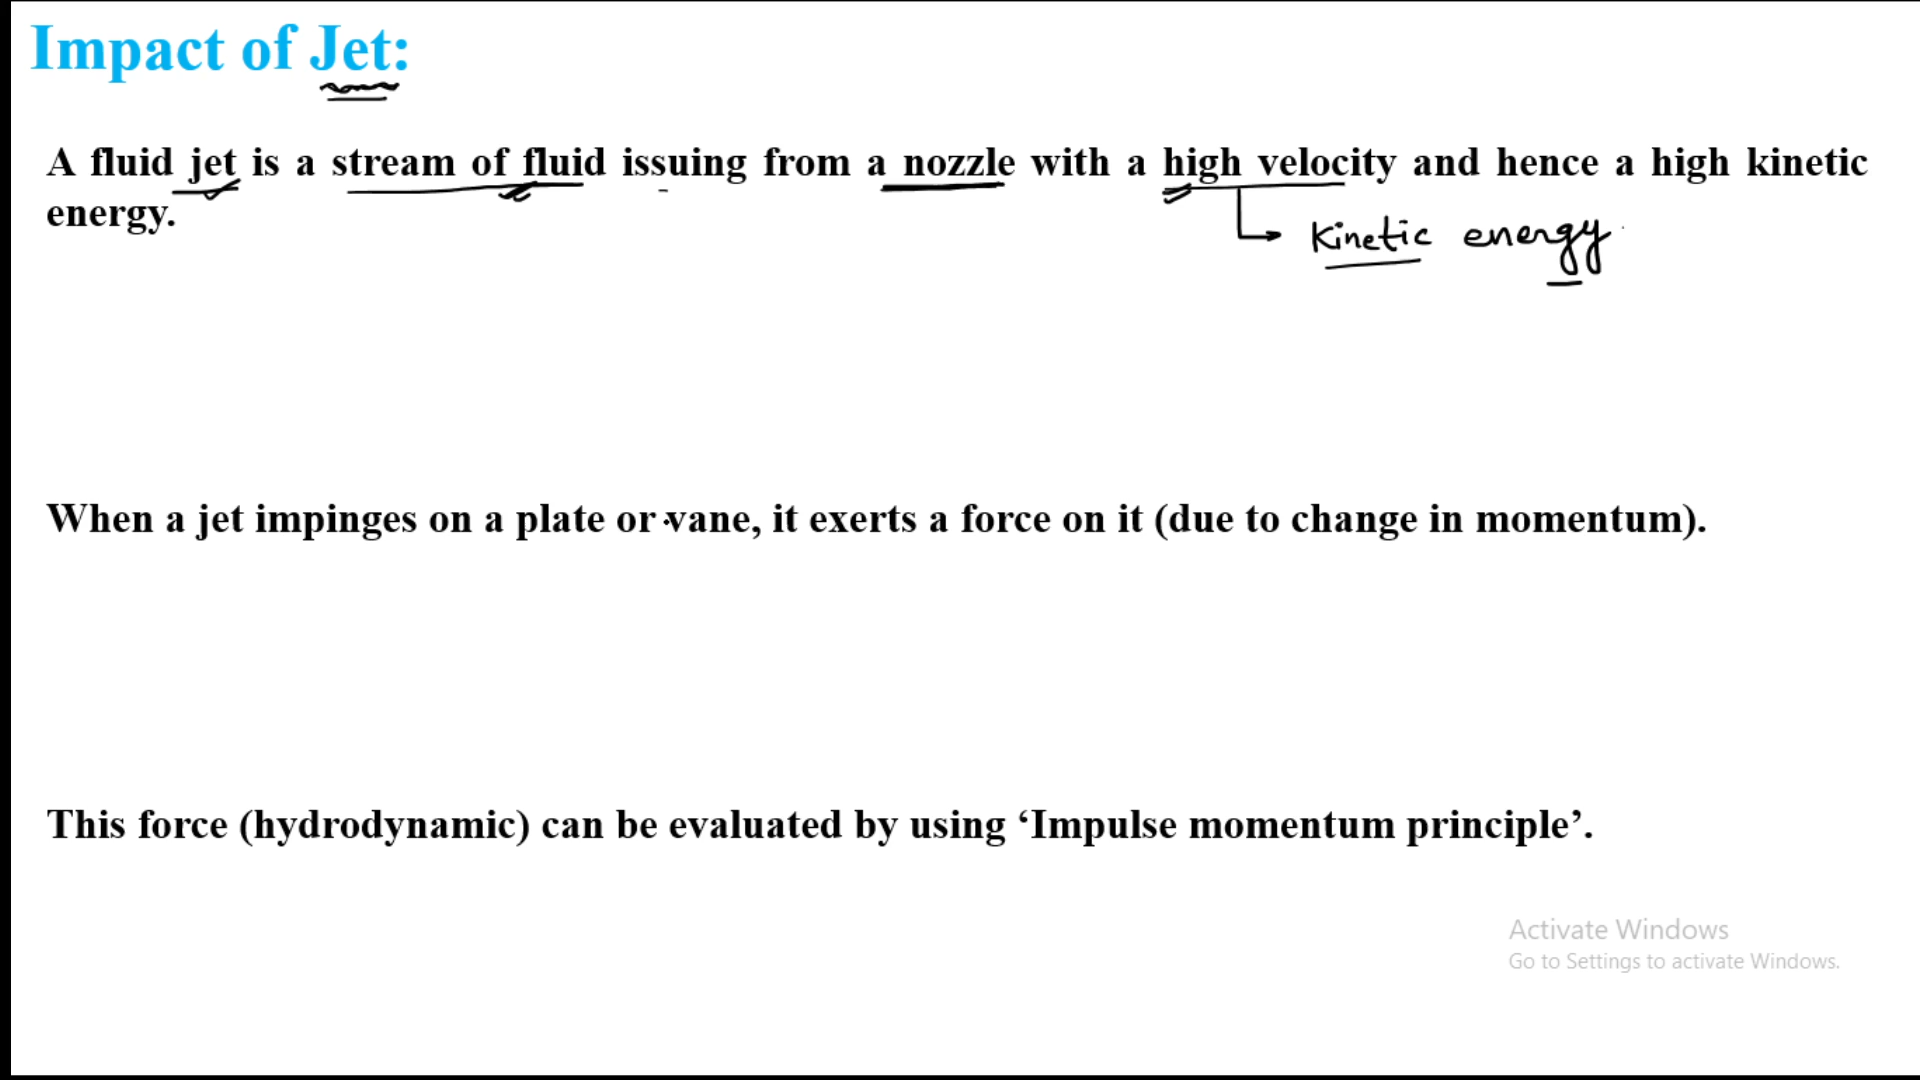 Impact of Jet:
A fluid jet is a stream of fluid issuing from a nozzle with a high velocity and hence a high kinetic
energy.
Kinetic energy
When a jet impinges on a plate or vane, it exerts a force on it (due to change in momentum).
This force (hydrodynamic) can be evaluated by using ‘Impulse momentum principle’.
Activate Windows
Go to Settings to activate Windows.